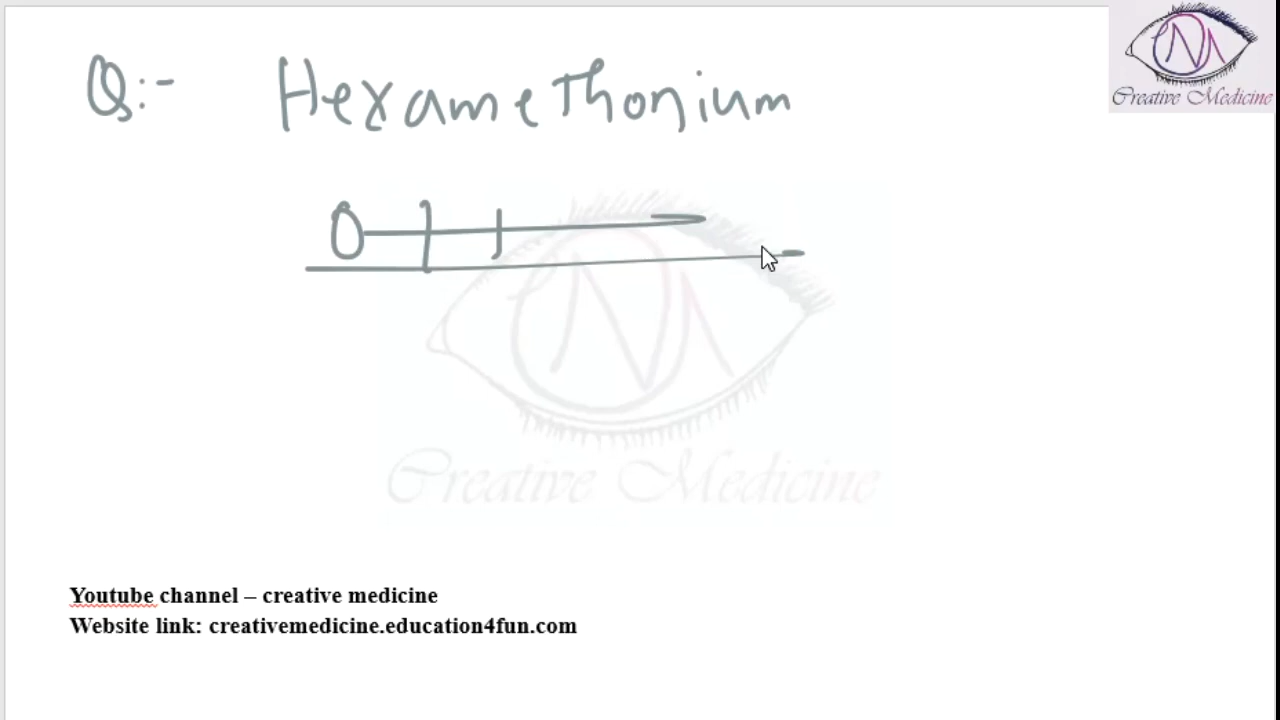 Creative Medicine
Q:- Hexamethonium
Creative Medicine
Youtube channel – creative medicine
Website link: creativemedicine.education4fun.com